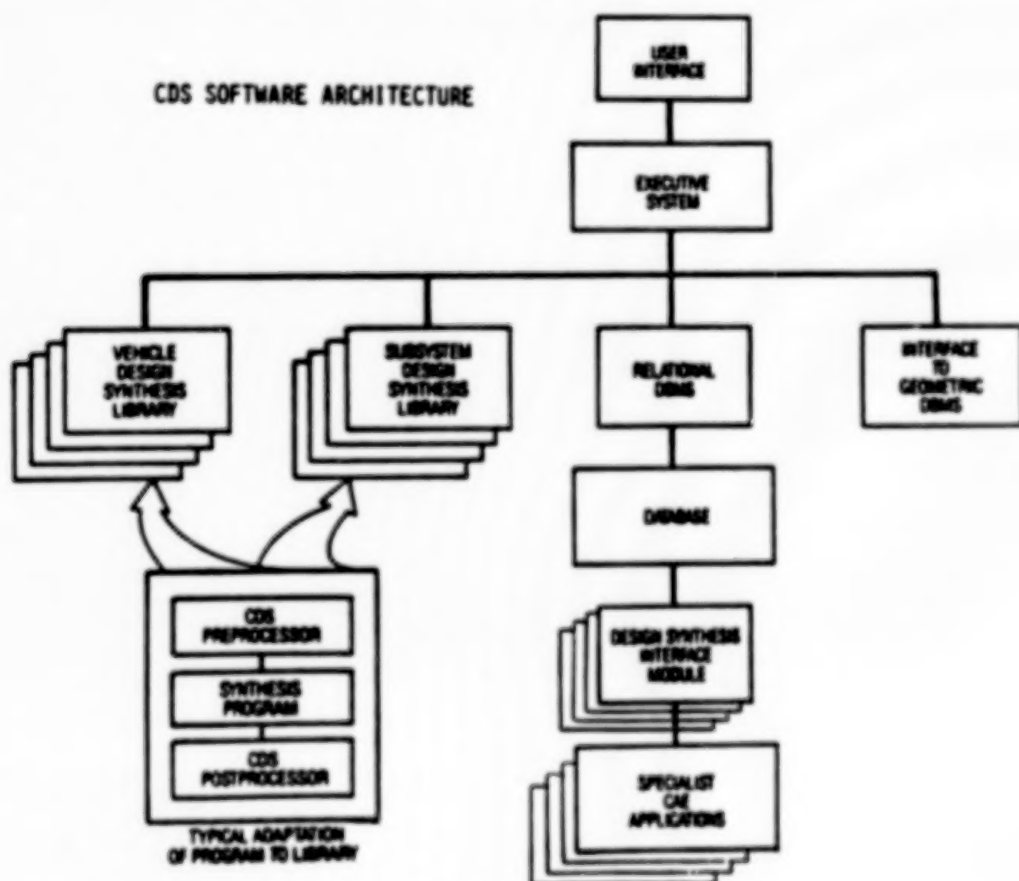 USER
INTERFACE
CDS SOFTWARE ARCHITECTURE
EXECUTIVE
SYSTEM
VEHICLE
DESIGN
SYNTHESIS
LIBRARY
SUBSYSTEM
DESIGN
SYNTHESIS
LIBRARY
RELATIONAL
DBMS
INTERFACE
TO
GEOMETRIC
DBMS
DATABASE
CDS
PREPROCESSOR
SYNTHESIS
PROGRAM
CDS
POSTPROCESSOR
TYPICAL ADAPTATION
OF PROGRAM TO LIBRARY
DESIGN SYNTHESIS
INTERFACE
MODULE
SPECIALIST
CAE
APPLICATIONS